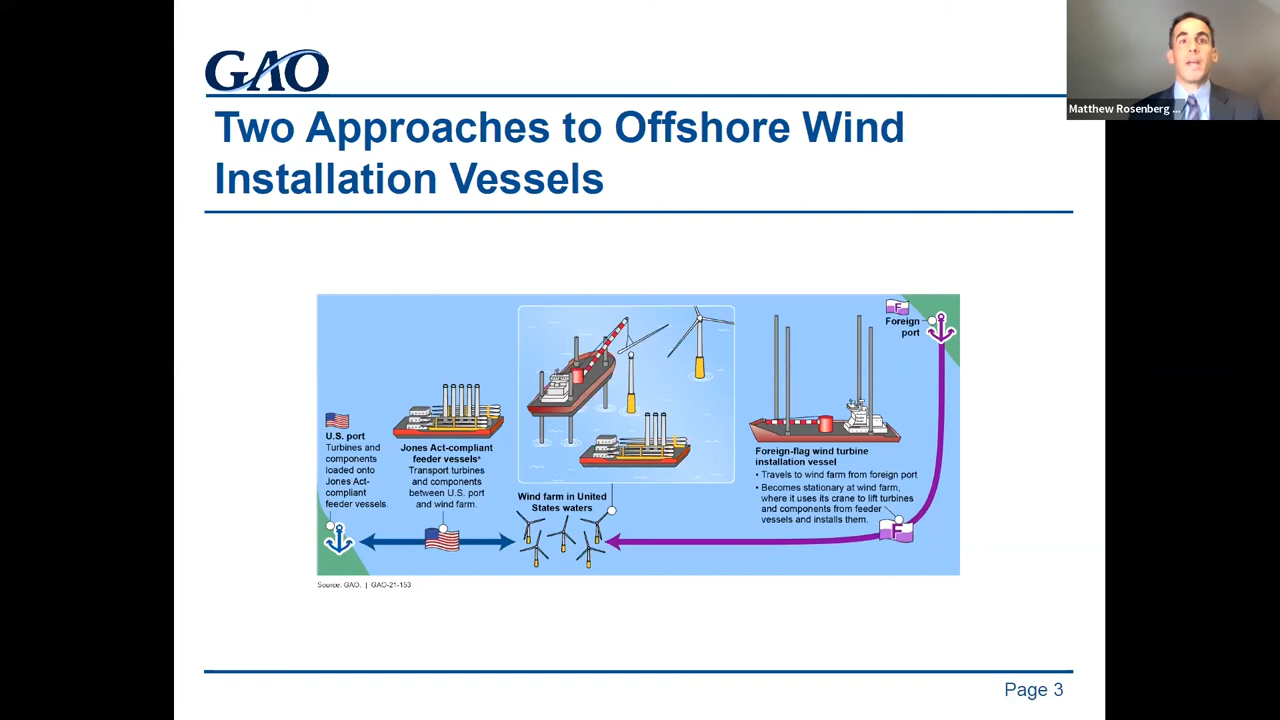 GAO
Two Approaches to Offshore Wind
Installation Vessels
Matthew Rosenberg ...
U.S. port
Turbines and
components
loaded onto
Jones Act-
compliant
feeder vessels.
Jones Act-compliant
feeder vesselsᵃ
Transport turbines
and components
between U.S. port
and wind farm.
Wind farm in United
States waters
Foreign-flag wind turbine
installation vessel
• Travels to wind farm from foreign port
• Becomes stationary at wind farm,
where it uses its crane to lift turbines
and components from feeder
vessels and installs them.
F
Foreign
port
F
Source: GAO. | GAO-21-153
Page 3